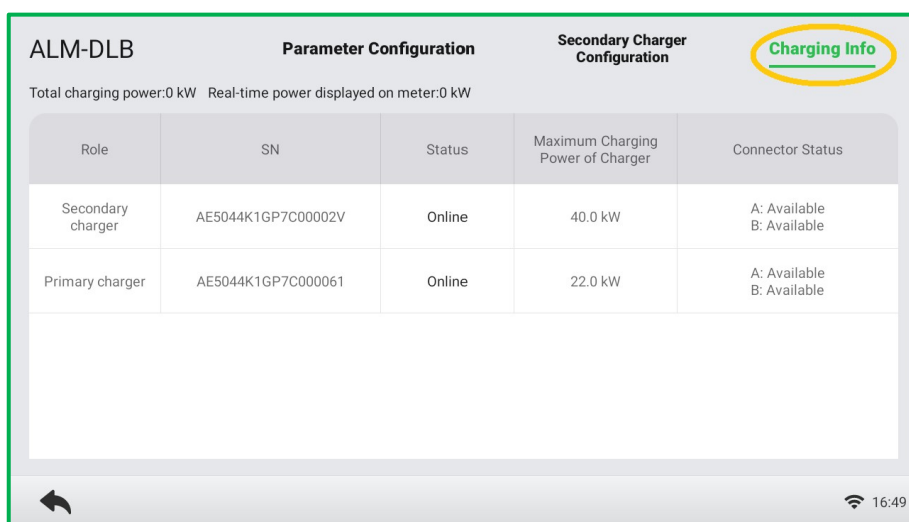 ALM-DLB
Parameter Configuration
Secondary Charger
Configuration
Charging Info
Total charging power:0 kW Real-time power displayed on meter:0 kW
Role
SN
Status
Maximum Charging
Power of Charger
Connector Status
Secondary
charger
AE5044K1GP7C00002V
Online
40.0 kW
A: Available
B: Available
Primary charger
AE5044K1GP7C000061
Online
22.0 kW
A: Available
B: Available
16:49